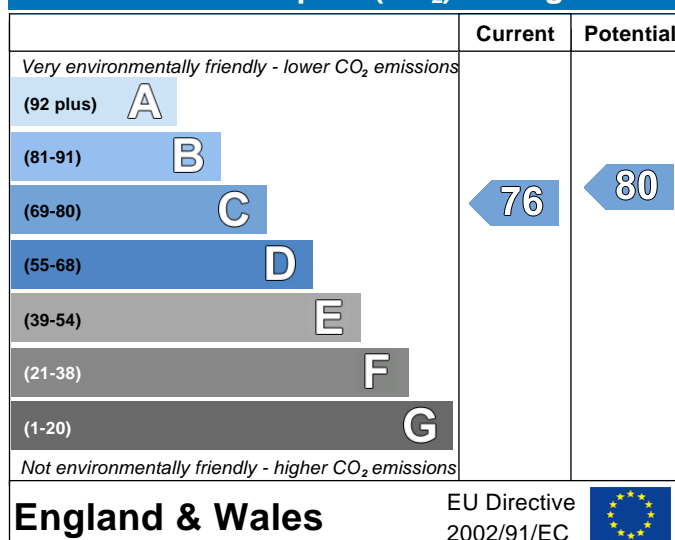 Current Potential
Very environmentally friendly - lower CO₂ emissions
(92 plus) A
(81-91) B
(69-80) C
(55-68) D
(39-54) E
(21-38) F
(1-20) G
76
80
Not environmentally friendly - higher CO₂ emissions
England & Wales
EU Directive
2002/91/EC